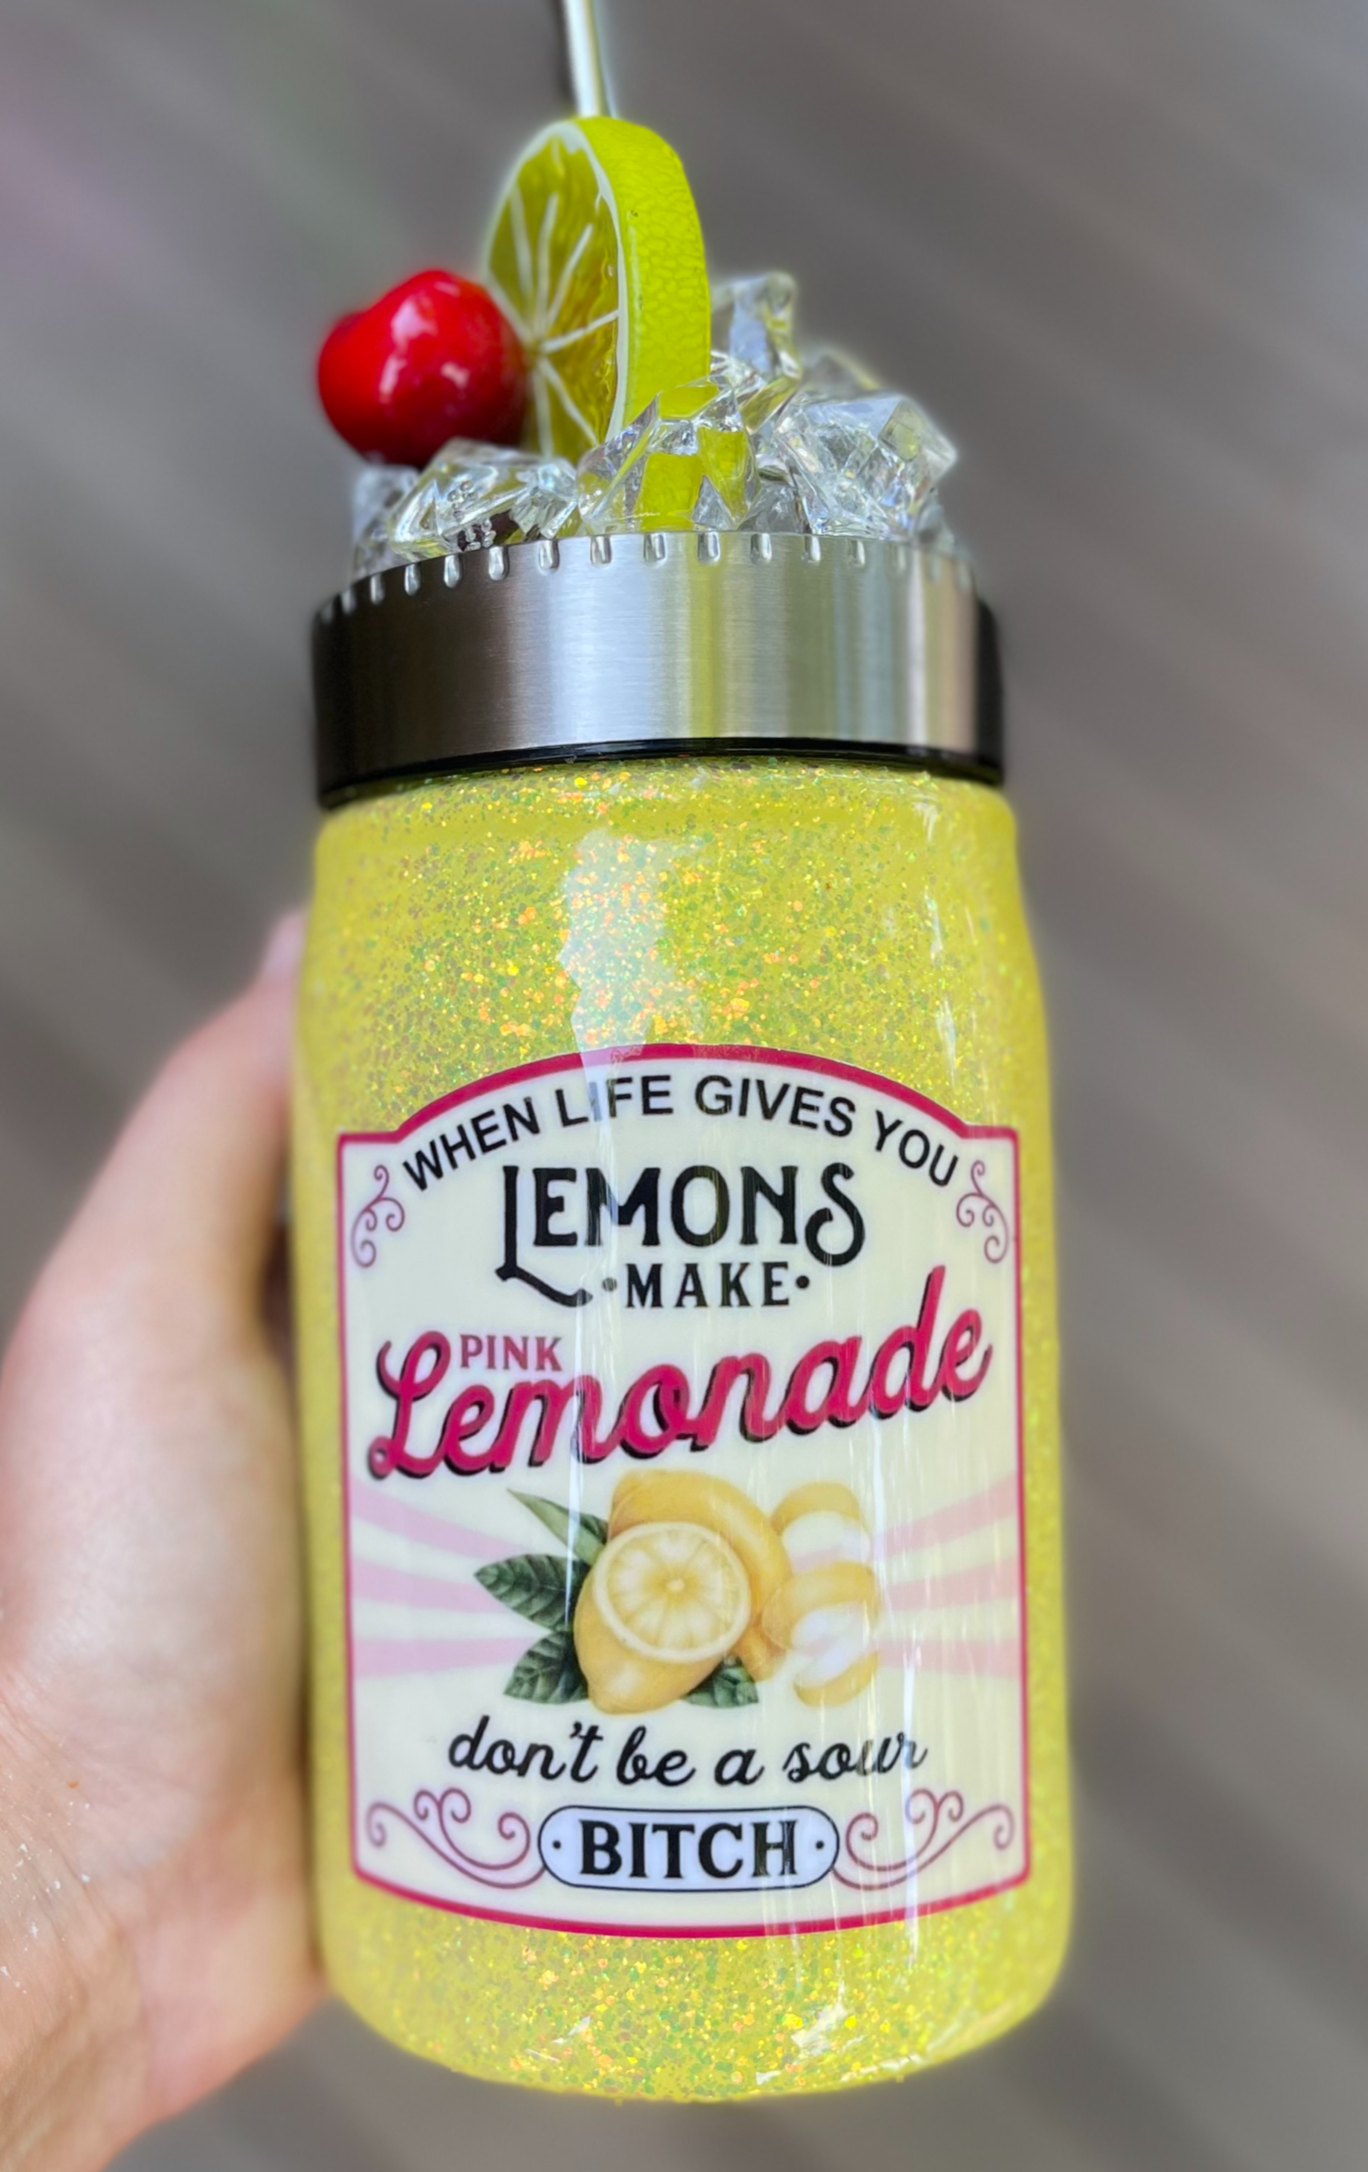 WHEN LIFE GIVES YOU
LEMONS
·MAKE·
PINK
Lemonade
don't be a sour
·BITCH·